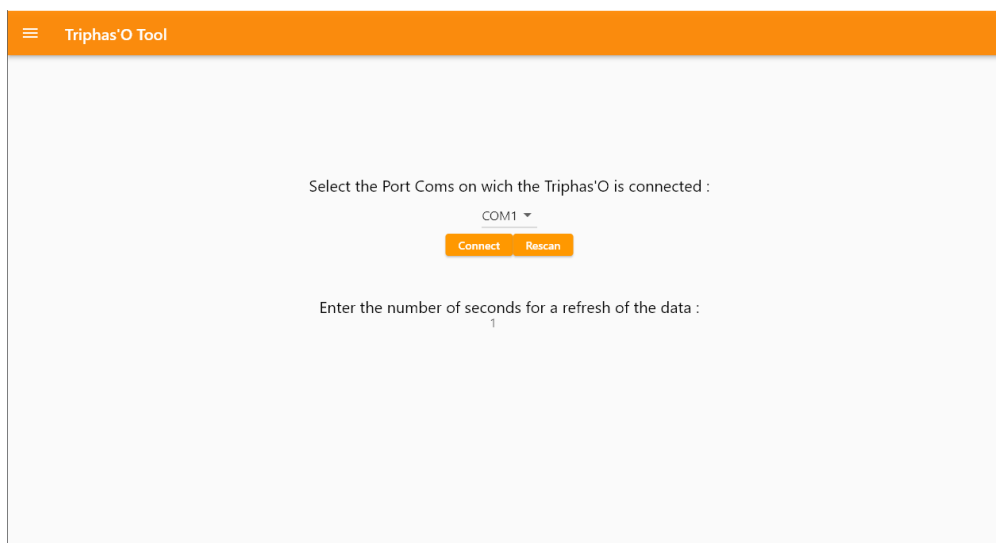 Triphas'O Tool
Select the Port Coms on wich the Triphas'O is connected :
COM1
Connect Rescan
Enter the number of seconds for a refresh of the data :
1